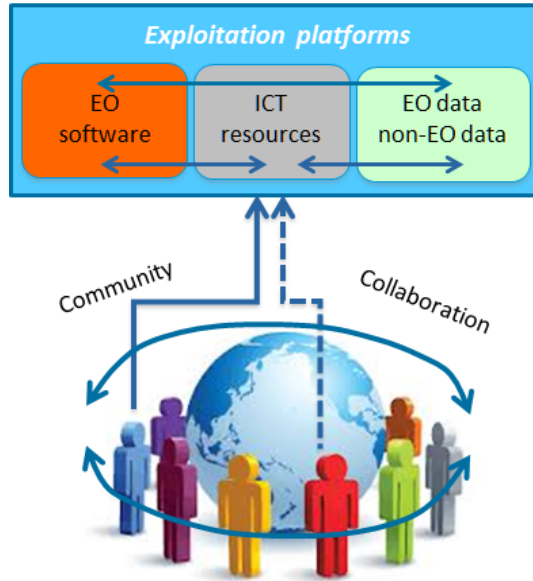 Exploitation platforms
EO
software
ICT
resources
EO data
non-EO data
Community
Collaboration